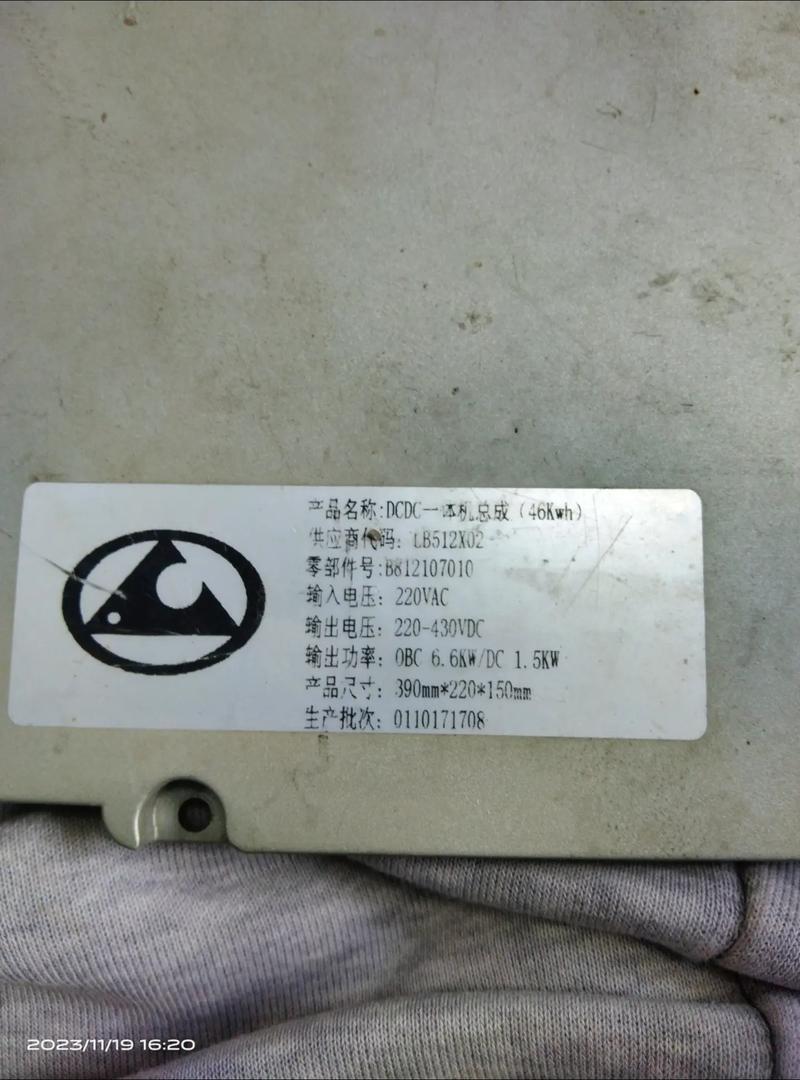 产品名称:DCDC一体机总成（46Kwh）
供应商代码: LB512X02
零部件号:B812107010
输入电压: 220VAC
输出电压: 220-430VDC
输出功率: OBC 6.6KW/DC 1.5KW
产品尺寸: 390mm*220*150mm
生产批次: 0110171708
2023/11/19 16:20